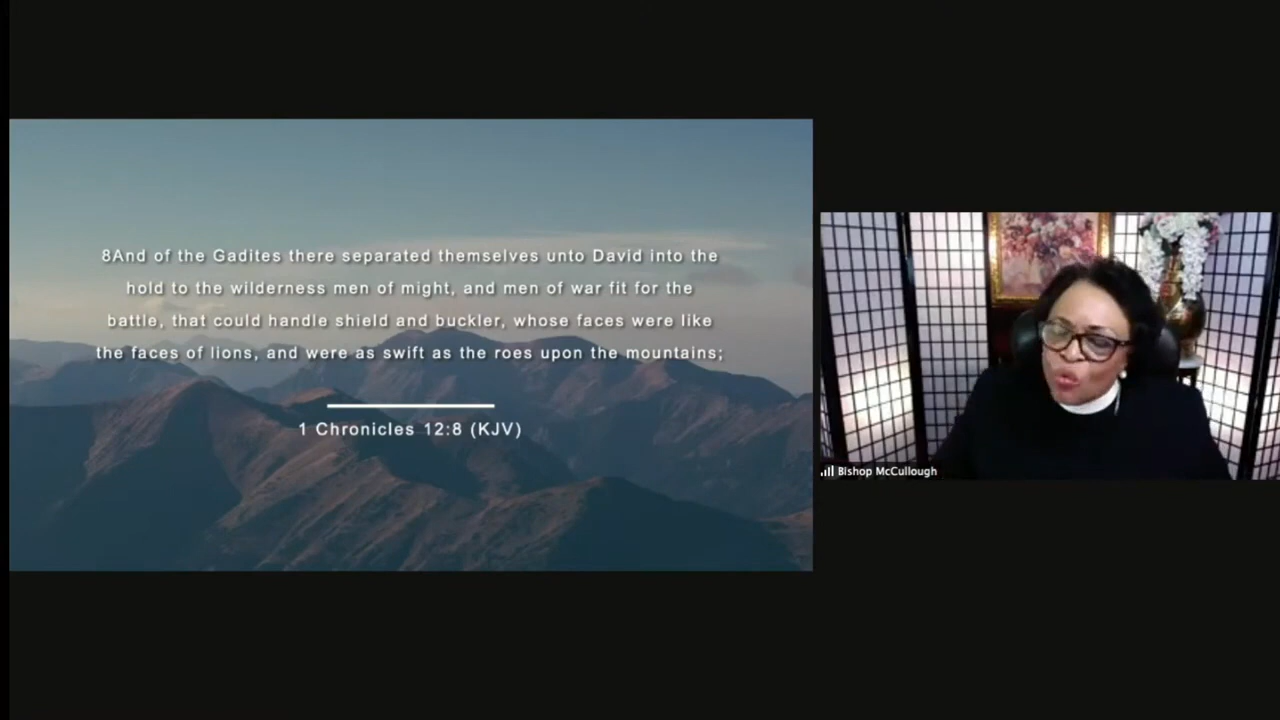 8And of the Gadites there separated themselves unto David into the
hold to the wilderness men of might, and men of war fit for the
battle, that could handle shield and buckler, whose faces were like
the faces of lions, and were as swift as the roes upon the mountains;
1 Chronicles 12:8 (KJV)
Bishop McCullough